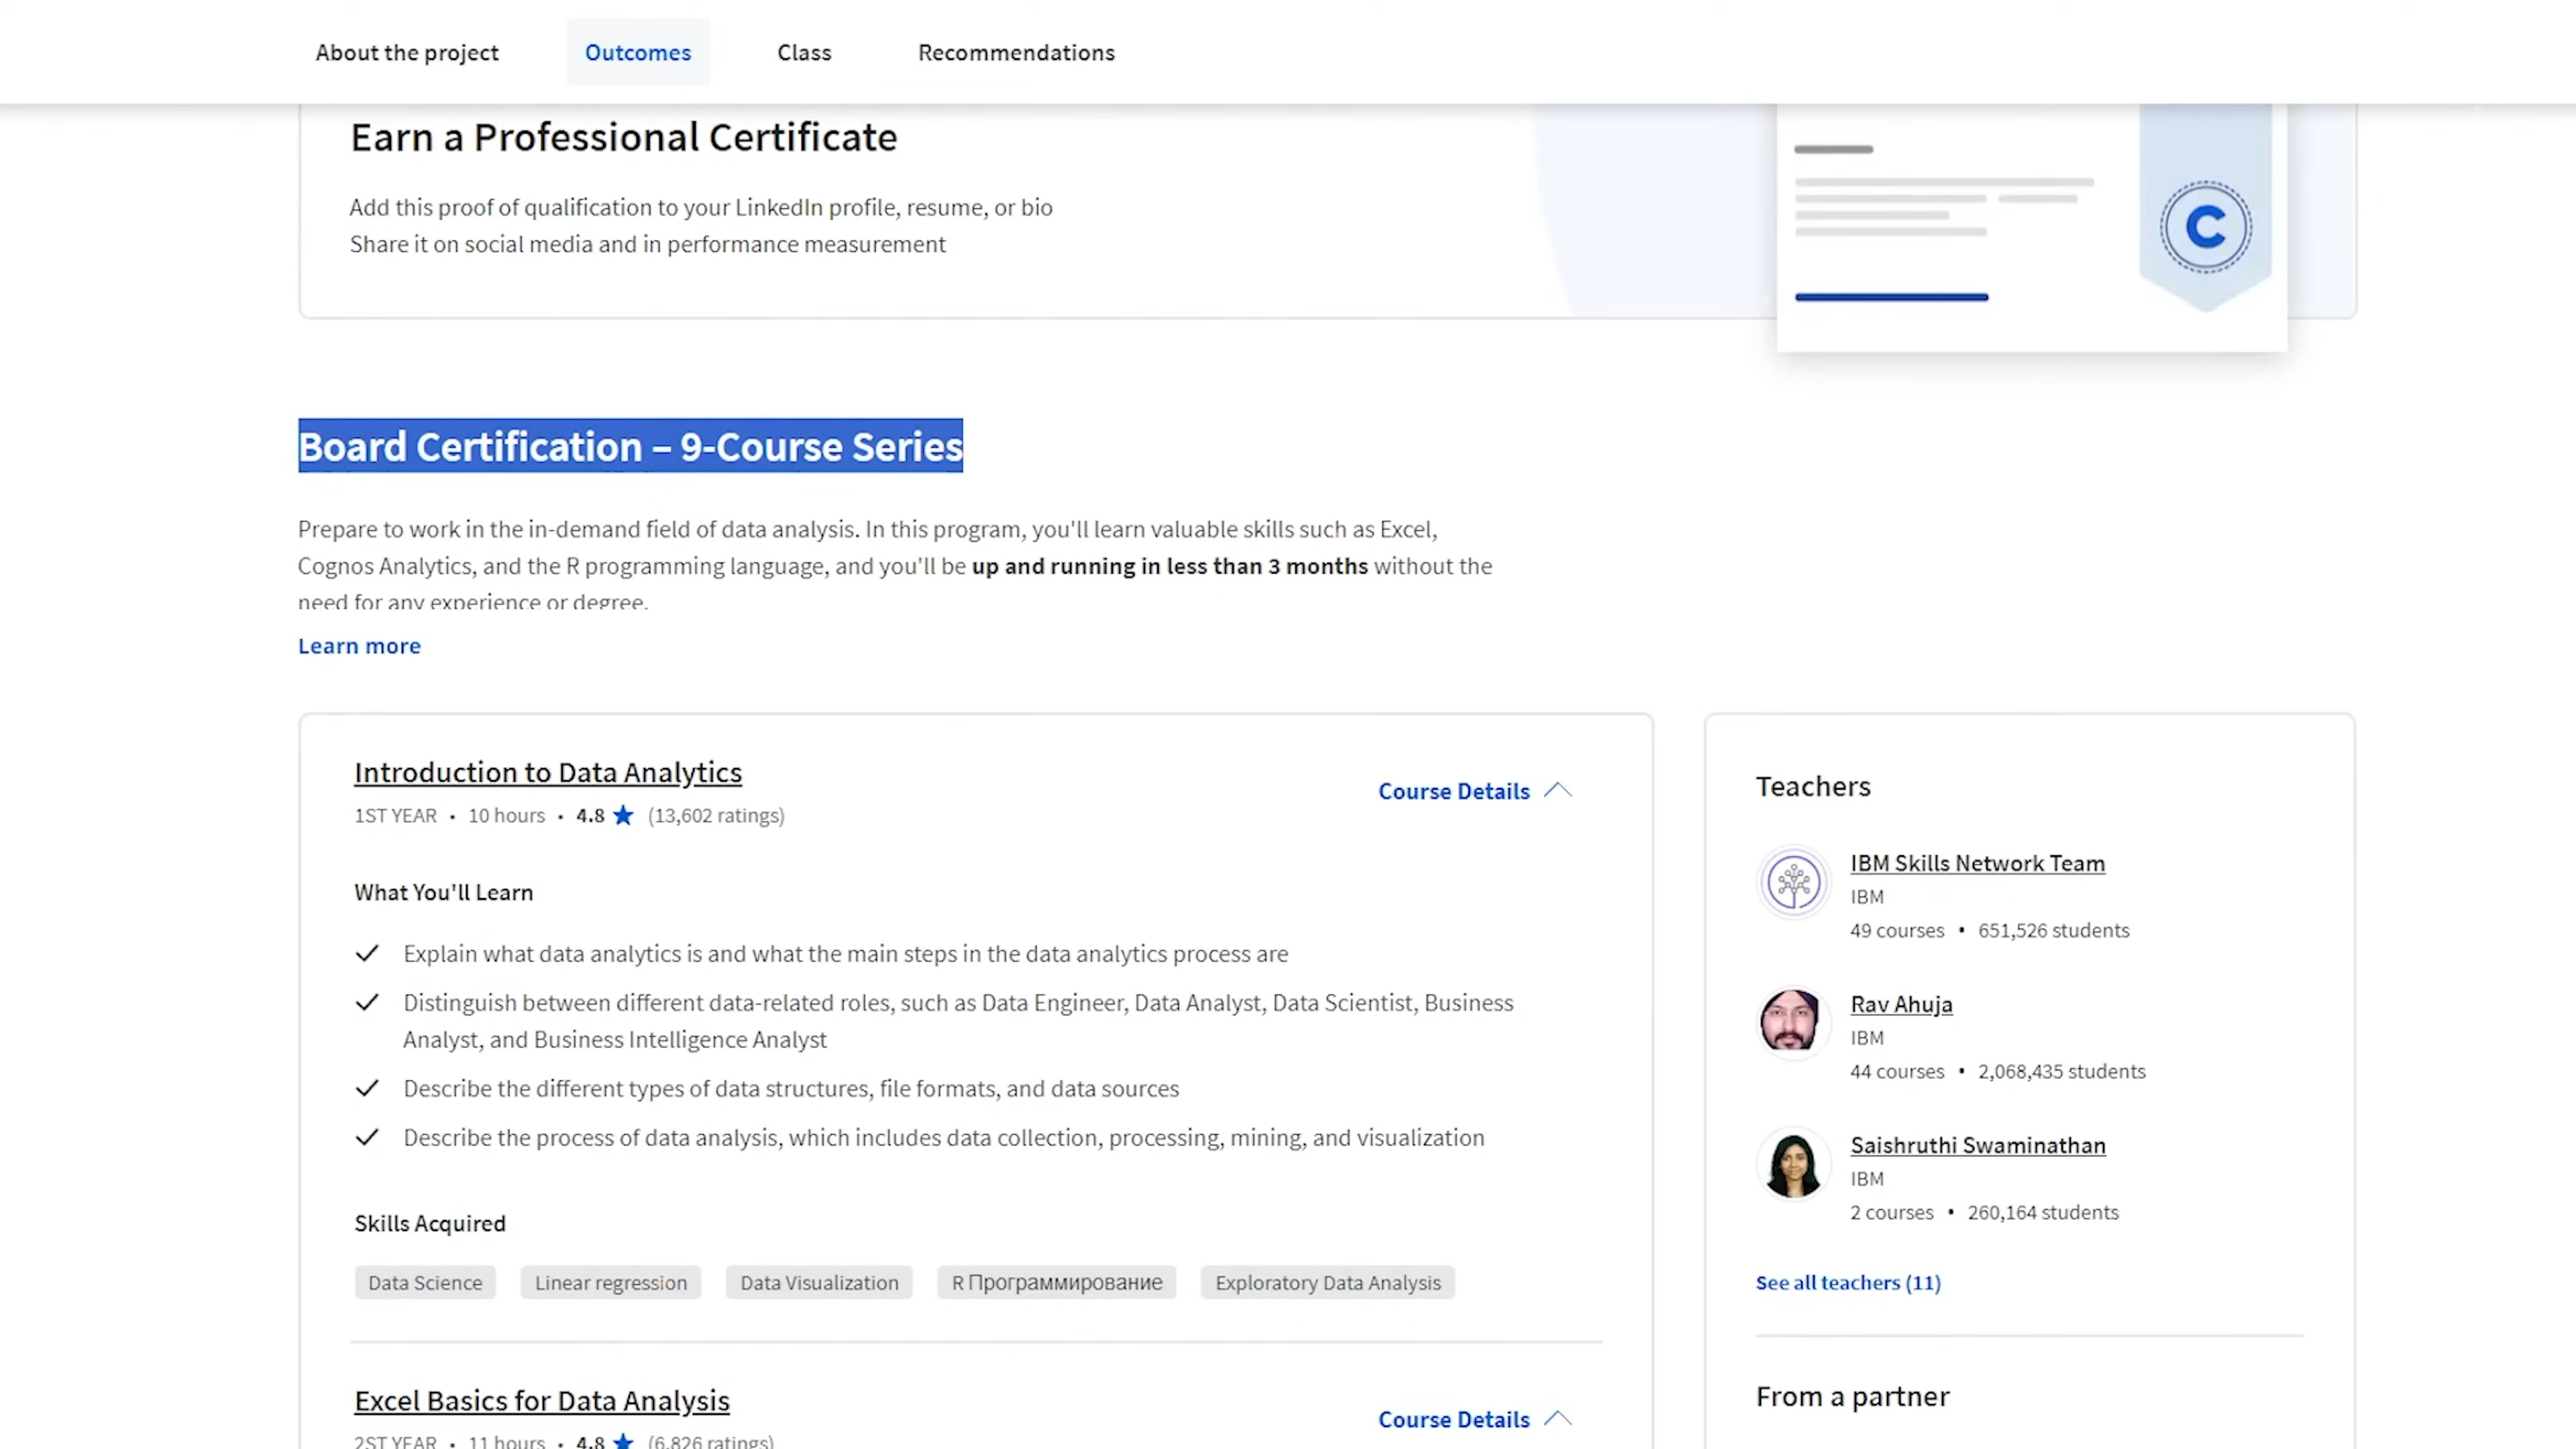 About the project
Outcomes
Class
Recommendations
Earn a Professional Certificate
Add this proof of qualification to your LinkedIn profile, resume, or bio
Share it on social media and in performance measurement
C
Board Certification – 9-Course Series
Prepare to work in the in-demand field of data analysis. In this program, you'll learn valuable skills such as Excel,
Cognos Analytics, and the R programming language, and you'll be up and running in less than 3 months without the
need for any experience or degree.
Learn more
Introduction to Data Analytics
Course Details
1ST YEAR • 10 hours • 4.8 ★ (13,602 ratings)
What You'll Learn
Explain what data analytics is and what the main steps in the data analytics process are
Distinguish between different data-related roles, such as Data Engineer, Data Analyst, Data Scientist, Business
Analyst, and Business Intelligence Analyst
Describe the different types of data structures, file formats, and data sources
Describe the process of data analysis, which includes data collection, processing, mining, and visualization
Skills Acquired
Data Science
Linear regression
Data Visualization
R Программирование
Exploratory Data Analysis
Excel Basics for Data Analysis
Course Details
2ST YEAR • 11 hours • 4.8 ★ (6,826 ratings)
Teachers
IBM Skills Network Team
IBM
49 courses • 651,526 students
Rav Ahuja
IBM
44 courses • 2,068,435 students
Saishruthi Swaminathan
IBM
2 courses • 260,164 students
See all teachers (11)
From a partner